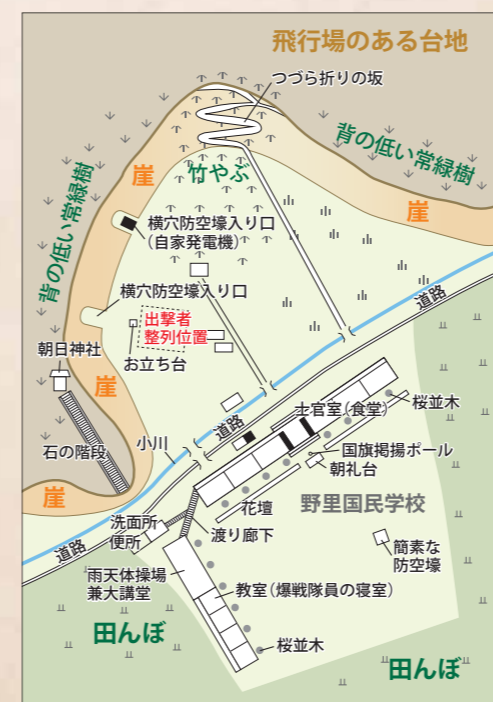 飛行場のある台地
つづら折りの坂
背の低い常緑樹
崖
竹やぶ
背の低い常緑樹
崖
横穴防空壕入り口
(自家発電機)
横穴防空壕入り口
道路
出撃者
整列位置
お立ち台
朝日神社
崖
石の階段
小川
道路
士官室(食堂)
桜並木
国旗掲揚ポール
朝礼台
崖
花壇
野里国民学校
洗面所
便所
渡り廊下
道路
簡素な
防空壕
雨天体操場
兼大講堂
教室(爆戦隊員の寝室)
田んぼ
桜並木
田んぼ